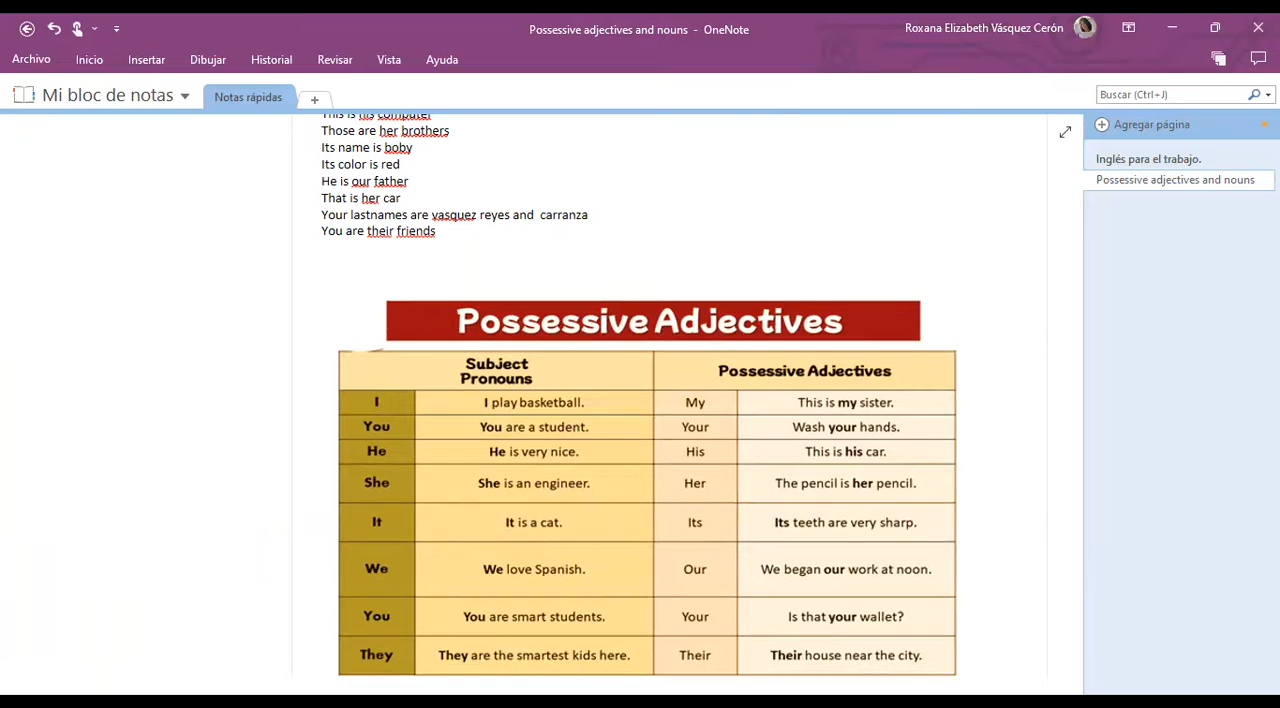 Possessive adjectives and nouns - OneNote
Roxana Elizabeth Vásquez Cerón
Archivo Inicio Insertar Dibujar Historial Revisar Vista Ayuda
Mi bloc de notas Notas rápidas + Buscar (Ctrl+J)
Agregar página
Inglés para el trabajo.
Possessive adjectives and nouns
This is his computer
Those are her brothers
Its name is boby
Its color is red
He is our father
That is her car
Your lastnames are vasquez reyes and carranza
You are their friends
Possessive Adjectives
Subject
Pronouns
Possessive Adjectives
I I play basketball. My This is my sister.
You You are a student. Your Wash your hands.
He He is very nice. His This is his car.
She She is an engineer. Her The pencil is her pencil.
It It is a cat. Its Its teeth are very sharp.
We We love Spanish. Our We began our work at noon.
You You are smart students. Your Is that your wallet?
They They are the smartest kids here. Their Their house near the city.